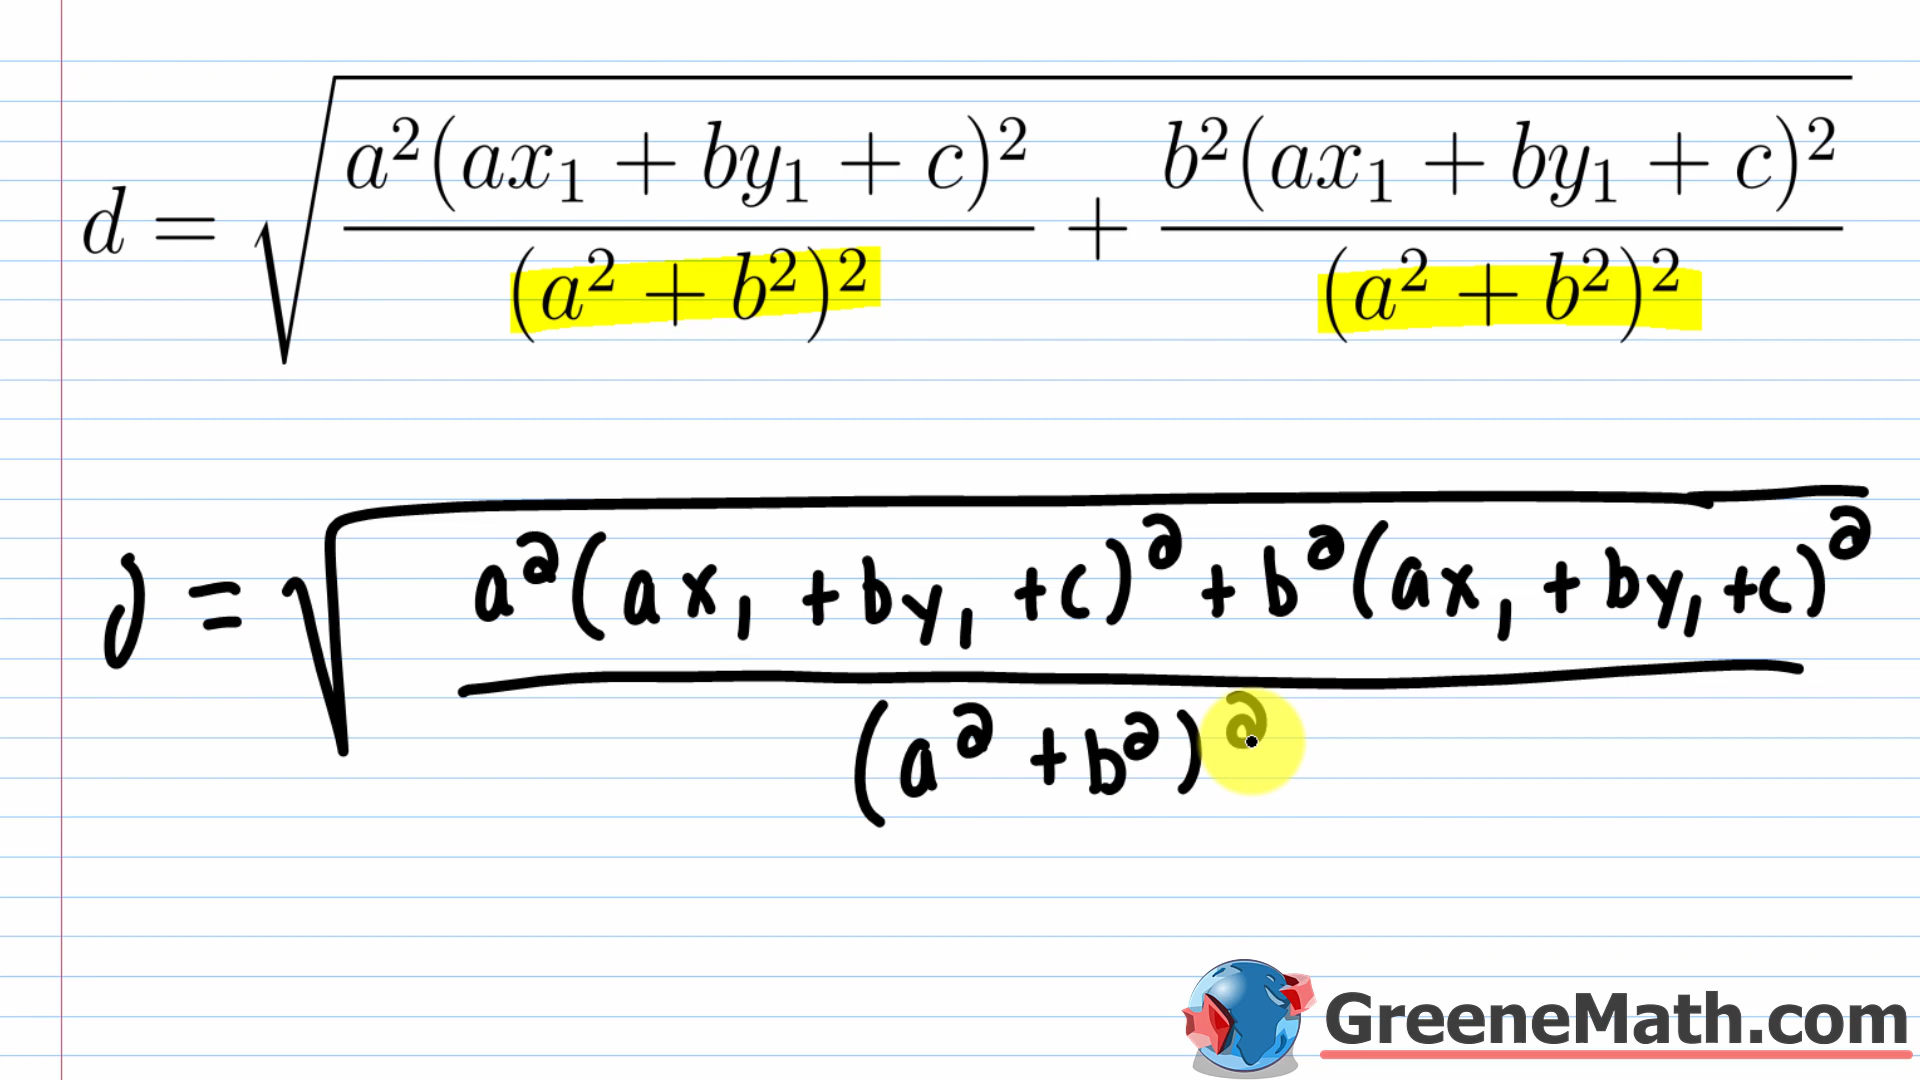 d = √(a²(ax₁ + by₁ + c)² / (a² + b²)² + b²(ax₁ + by₁ + c)² / (a² + b²)²)
d = √((a²(ax₁ + by₁ + c)² + b²(ax₁ + by₁ + c)²) / (a² + b²)²)
GreeneMath.com